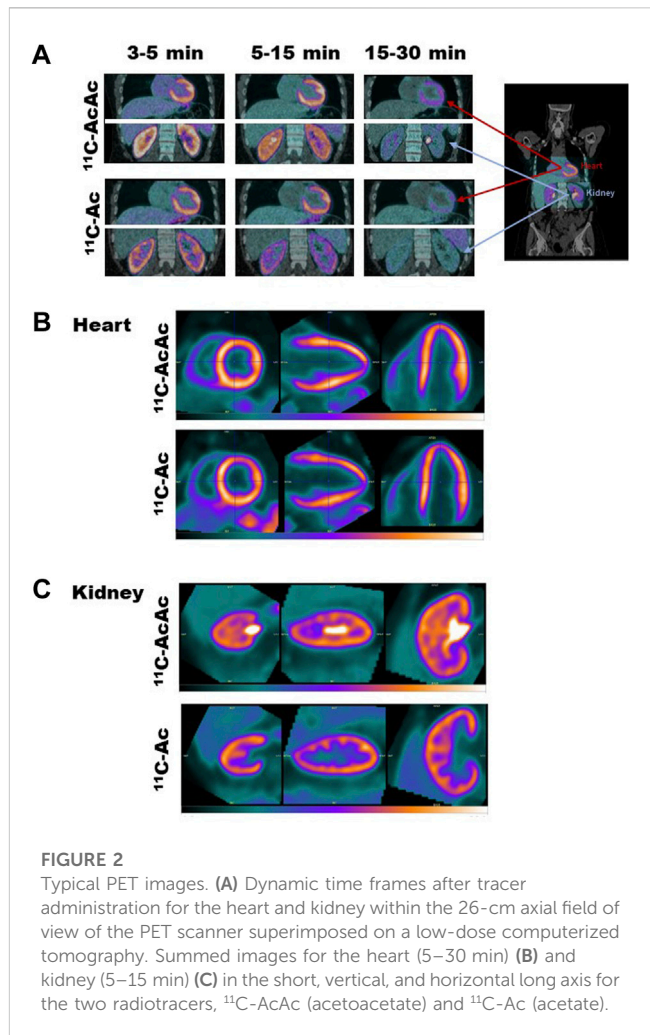 3-5 min 5-15 min 15-30 min
A
¹¹C-AcAc
¹¹C-Ac
Heart
Kidney
B Heart
¹¹C-AcAc
¹¹C-Ac
C Kidney
¹¹C-AcAc
¹¹C-Ac
FIGURE 2
Typical PET images. (A) Dynamic time frames after tracer
administration for the heart and kidney within the 26-cm axial field of
view of the PET scanner superimposed on a low-dose computerized
tomography. Summed images for the heart (5–30 min) (B) and
kidney (5–15 min) (C) in the short, vertical, and horizontal long axis for
the two radiotracers, ¹¹C-AcAc (acetoacetate) and ¹¹C-Ac (acetate).